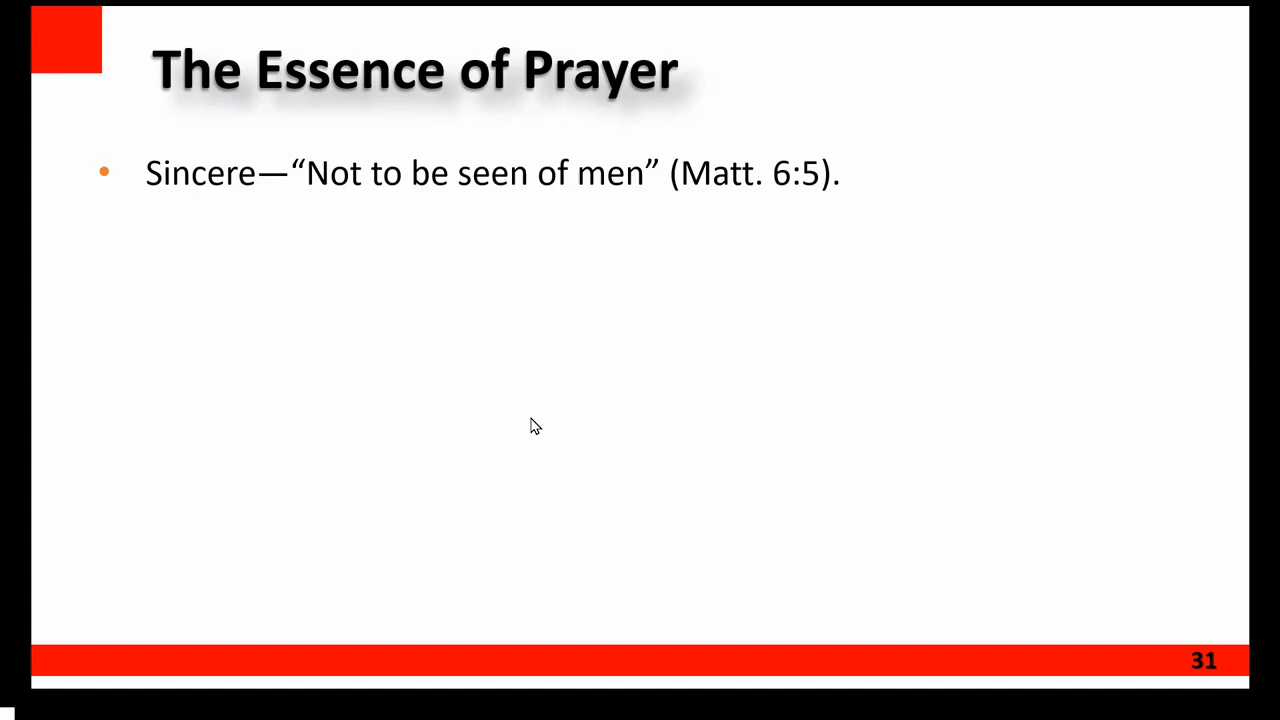 The Essence of Prayer
• Sincere—“Not to be seen of men” (Matt. 6:5).
31